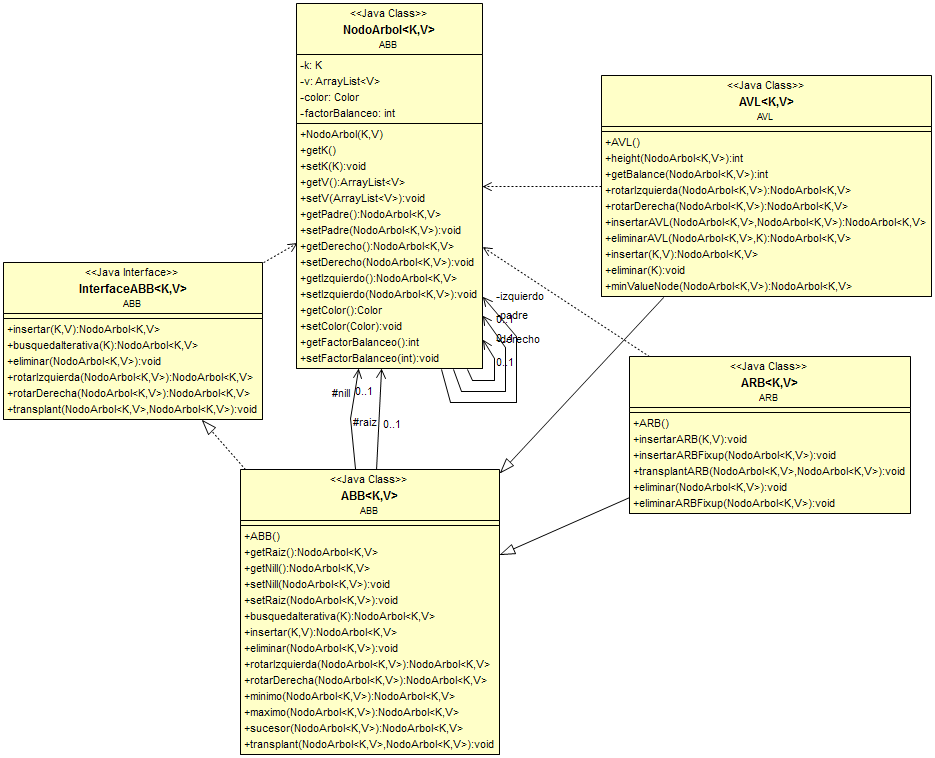 <<Java Class>>
NodoArbol<K,V>
ABB
-k: K
-v: ArrayList<V>
-color: Color
-factorBalanceo: int
+NodoArbol(K,V)
+getK()
+setK(K):void
+getV():ArrayList<V>
+setV(ArrayList<V>):void
+getPadre():NodoArbol<K,V>
+setPadre(NodoArbol<K,V>):void
+getDerecho():NodoArbol<K,V>
+setDerecho(NodoArbol<K,V>):void
+getIzquierdo():NodoArbol<K,V>
+setIzquierdo(NodoArbol<K,V>):void
+getColor():Color
+setColor(Color):void
+getFactorBalanceo():int
+setFactorBalanceo(int):void
<<Java Class>>
AVL<K,V>
AVL
+AVL()
+height(NodoArbol<K,V>):int
+getBalance(NodoArbol<K,V>):int
+rotarIzquierda(NodoArbol<K,V>):NodoArbol<K,V>
+rotarDerecha(NodoArbol<K,V>):NodoArbol<K,V>
+insertarAVL(NodoArbol<K,V>,NodoArbol<K,V>):NodoArbol<K,V>
+eliminarAVL(NodoArbol<K,V>,K):NodoArbol<K,V>
+insertar(K,V):NodoArbol<K,V>
+eliminar(K):void
+minValueNode(NodoArbol<K,V>):NodoArbol<K,V>
<<Java Interface>>
InterfaceABB<K,V>
ABB
+insertar(K,V):NodoArbol<K,V>
+busquedaIterativa(K):NodoArbol<K,V>
+eliminar(NodoArbol<K,V>):void
+rotarIzquierda(NodoArbol<K,V>):NodoArbol<K,V>
+rotarDerecha(NodoArbol<K,V>):NodoArbol<K,V>
+transplant(NodoArbol<K,V>,NodoArbol<K,V>):void
-izquierdo
-padre
0..1
-derecho
0..1
#nill
0..1
#raiz
0..1
<<Java Class>>
ARB<K,V>
ARB
+ARB()
+insertarARB(K,V):void
+insertarARBFixup(NodoArbol<K,V>):void
+transplantARB(NodoArbol<K,V>,NodoArbol<K,V>):void
+eliminar(NodoArbol<K,V>):void
+eliminarARBFixup(NodoArbol<K,V>):void
<<Java Class>>
ABB<K,V>
ABB
+ABB()
+getRaiz():NodoArbol<K,V>
+getNill():NodoArbol<K,V>
+setNill(NodoArbol<K,V>):void
+setRaiz(NodoArbol<K,V>):void
+busquedaIterativa(K):NodoArbol<K,V>
+insertar(K,V):NodoArbol<K,V>
+eliminar(NodoArbol<K,V>):void
+rotarIzquierda(NodoArbol<K,V>):NodoArbol<K,V>
+rotarDerecha(NodoArbol<K,V>):NodoArbol<K,V>
+minimo(NodoArbol<K,V>):NodoArbol<K,V>
+maximo(NodoArbol<K,V>):NodoArbol<K,V>
+sucesor(NodoArbol<K,V>):NodoArbol<K,V>
+transplant(NodoArbol<K,V>,NodoArbol<K,V>):void